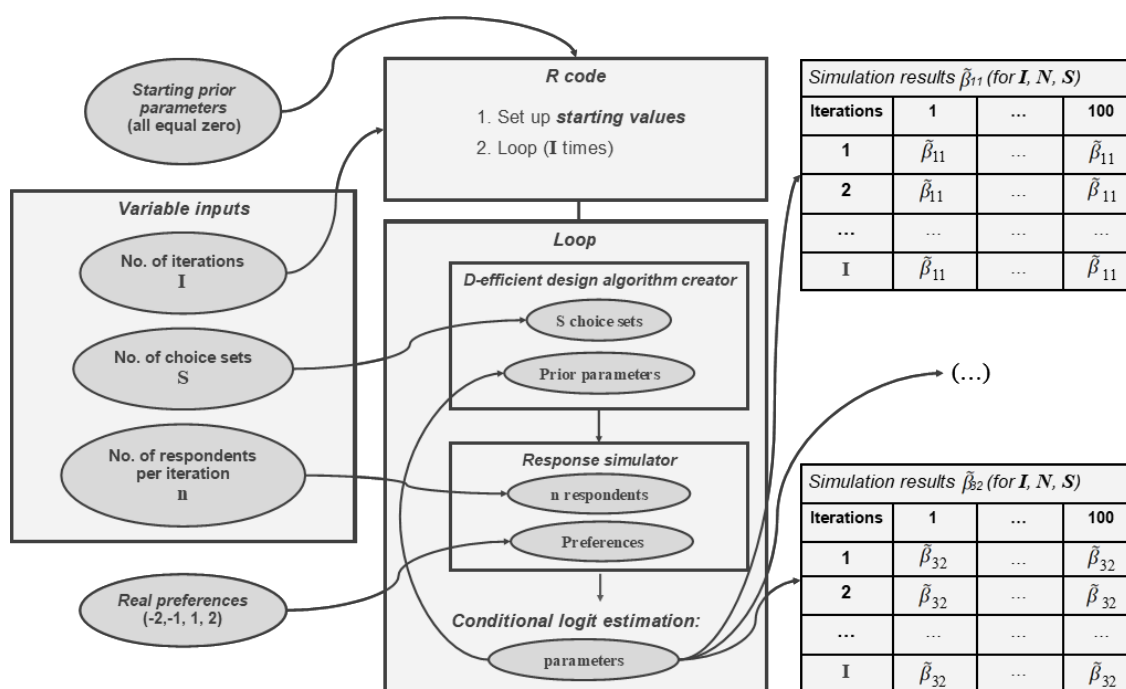 Starting prior
parameters
(all equal zero)
Variable inputs
No. of iterations
I
No. of choice sets
S
No. of respondents
per iteration
n
Real preferences
(-2,-1, 1, 2)
R code
1. Set up starting values
2. Loop (I times)
Loop
D-efficient design algorithm creator
S choice sets
Prior parameters
Response simulator
n respondents
Preferences
Conditional logit estimation:
parameters
Simulation results β̃11 (for I, N, S)
Iterations 1 ... 100
1 β̃11 ... β̃11
2 β̃11 ... β̃11
... ... ... ...
I β̃11 ... β̃11
(...)
Simulation results β̃32 (for I, N, S)
Iterations 1 ... 100
1 β̃32 ... β̃32
2 β̃32 ... β̃32
... ... ... ...
I β̃32 ... β̃32